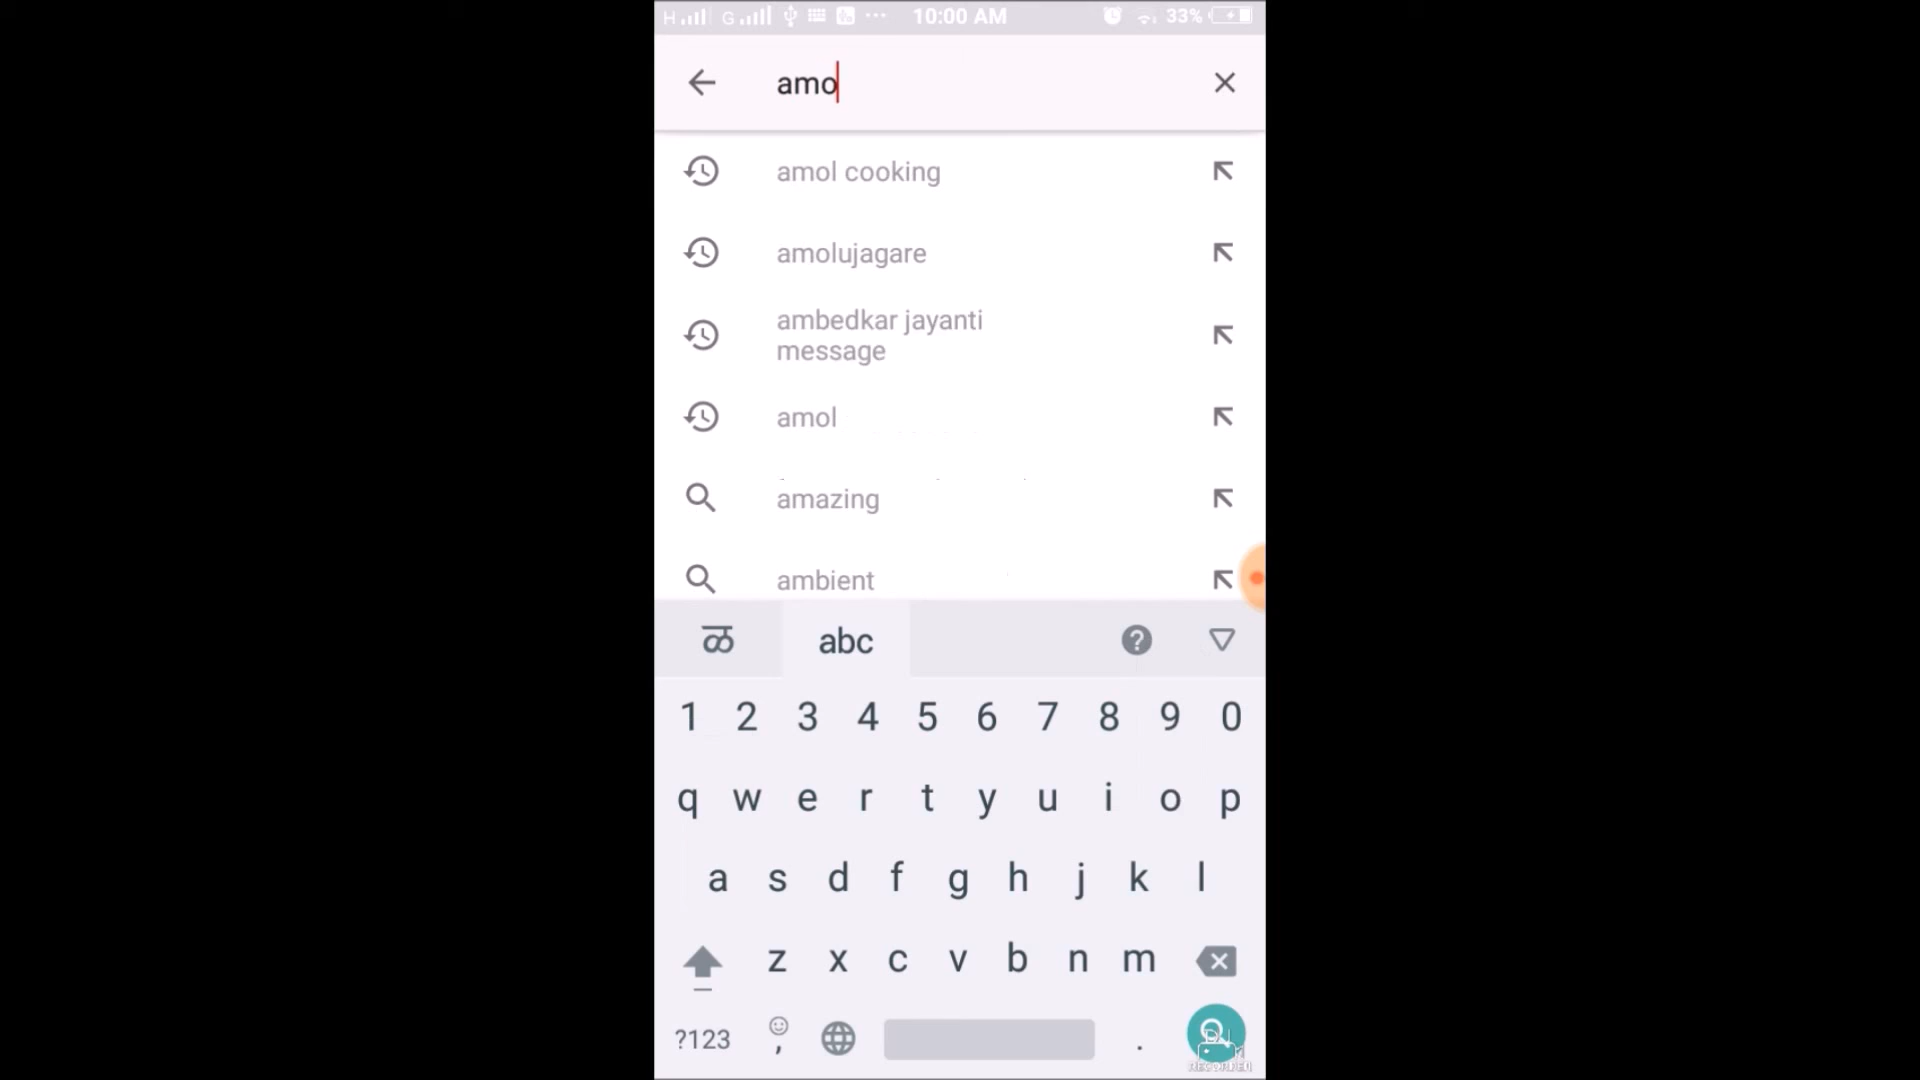 H G 10:00 AM 33%
amo
amol cooking
amolujagare
ambedkar jayanti
message
amol
amazing
ambient
ळ abc ?
1 2 3 4 5 6 7 8 9 0
q w e r t y u i o p
a s d f g h j k l
z x c v b n m
?123 , .
RECORDER